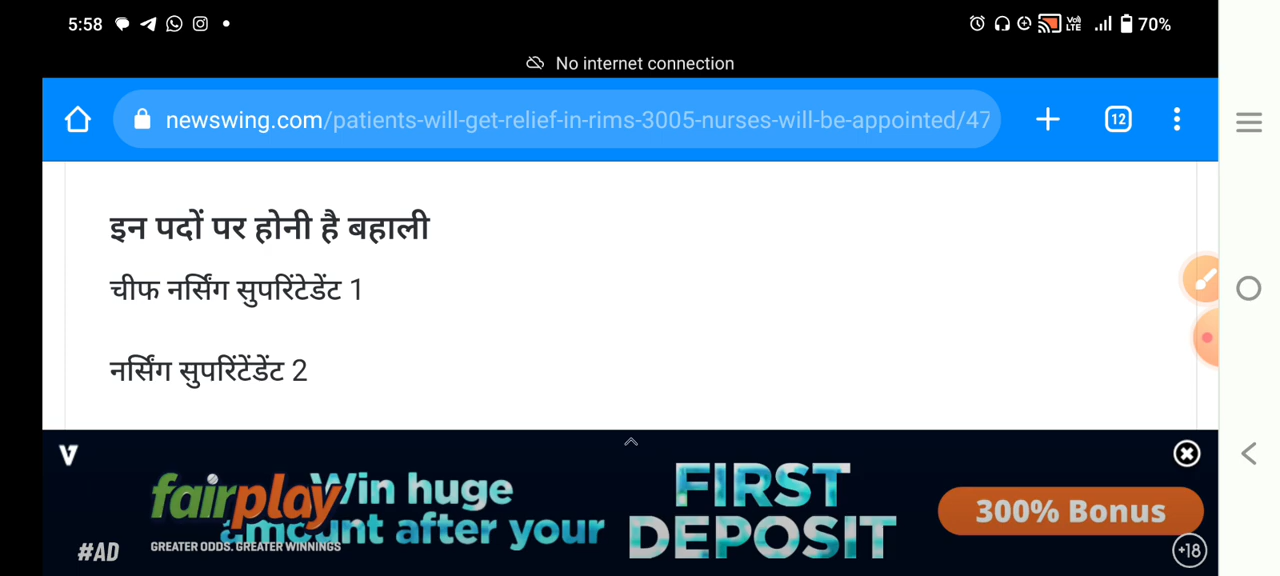 5:58
VoI) LTE 70%
No internet connection
newswing.com/patients-will-get-relief-in-rims-3005-nurses-will-be-appointed/47
12
इन पदों पर होनी है बहाली
चीफ नर्सिंग सुपरिंटेडेंट 1
नर्सिंग सुपरिंटेंडेंट 2
fairplay
GREATER ODDS. GREATER WINNINGS
Win huge
amount after your
FIRST
DEPOSIT
300% Bonus
#AD
+18